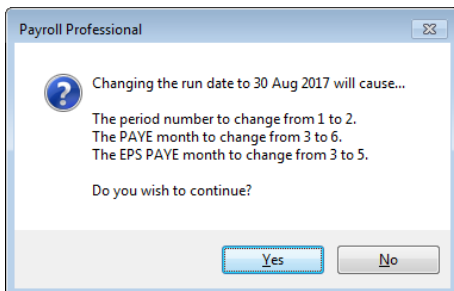 Payroll Professional
Changing the run date to 30 Aug 2017 will cause...
The period number to change from 1 to 2.
The PAYE month to change from 3 to 6.
The EPS PAYE month to change from 3 to 5.
Do you wish to continue?
Yes
No